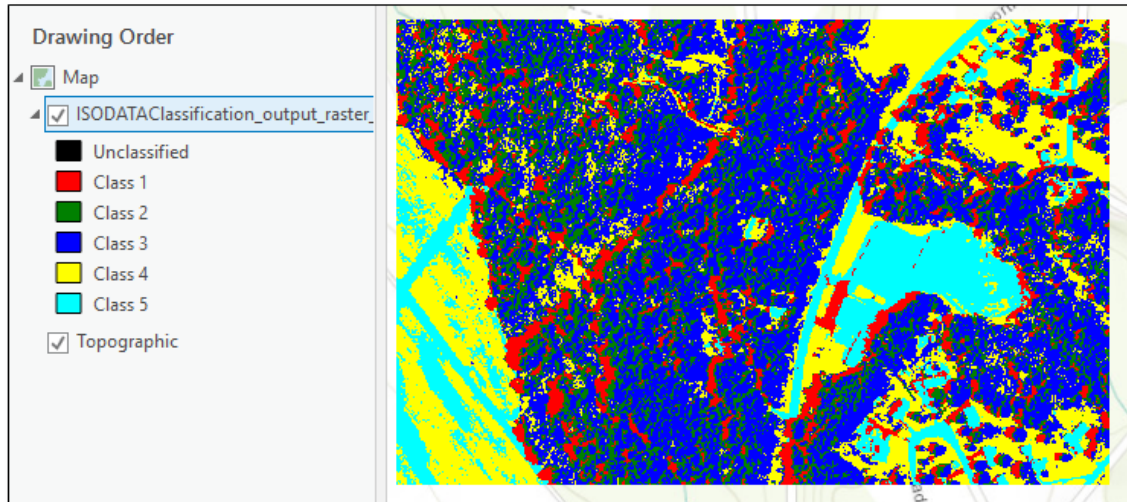 Drawing Order
Map
ISODATAClassification_output_raster_
Unclassified
Class 1
Class 2
Class 3
Class 4
Class 5
Topographic